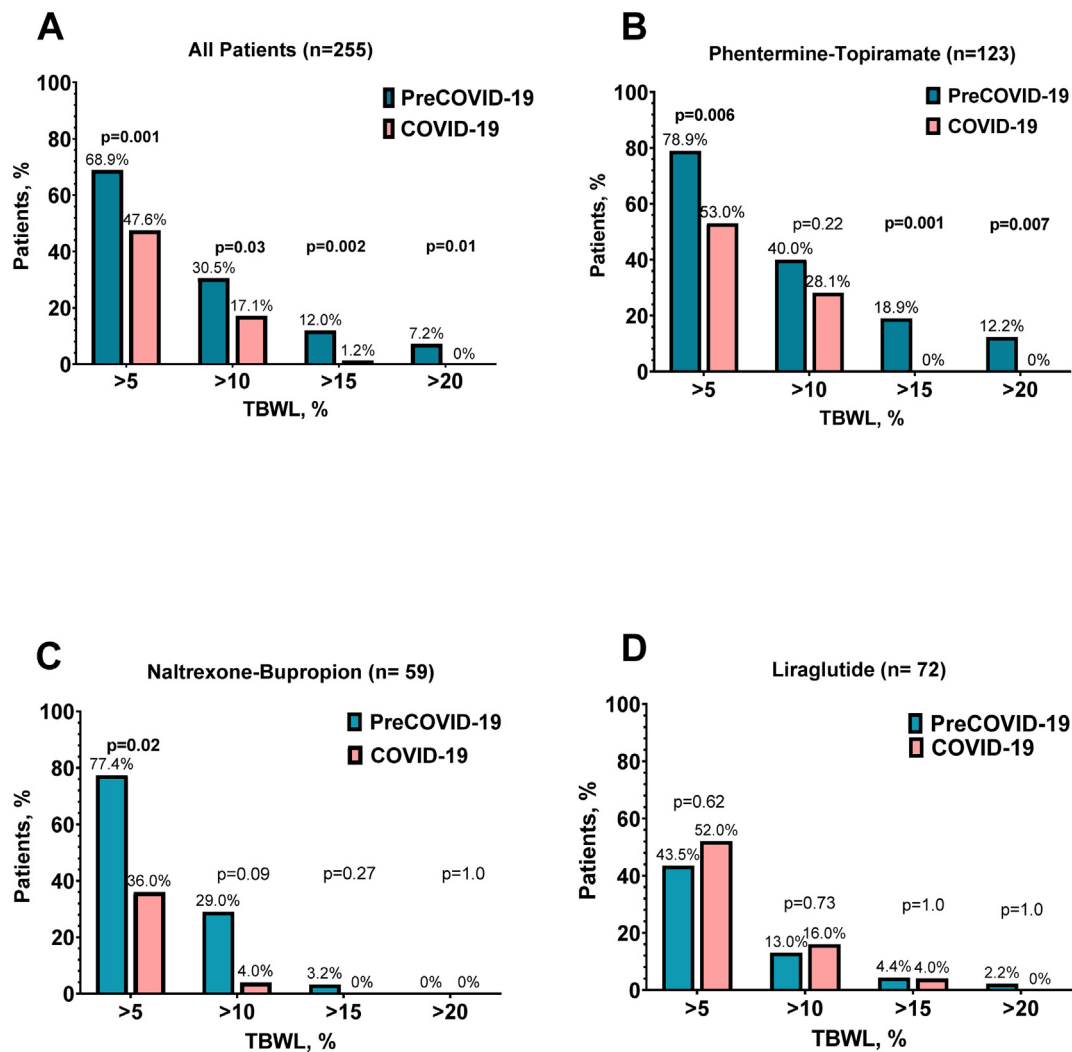 A
All Patients (n=255)
PreCOVID-19
COVID-19
p=0.001
68.9%
47.6%
p=0.03
30.5%
17.1%
p=0.002
12.0%
1.2%
p=0.01
7.2%
0%
Patients, %
100
80
60
40
20
0
>5
>10
>15
>20
TBWL, %
B
Phentermine-Topiramate (n=123)
PreCOVID-19
COVID-19
p=0.006
78.9%
53.0%
p=0.22
40.0%
28.1%
p=0.001
18.9%
0%
p=0.007
12.2%
0%
Patients, %
100
80
60
40
20
0
>5
>10
>15
>20
TBWL, %
C
Naltrexone-Bupropion (n= 59)
PreCOVID-19
COVID-19
p=0.02
77.4%
36.0%
p=0.09
29.0%
4.0%
p=0.27
3.2%
0%
p=1.0
0%
0%
Patients, %
100
80
60
40
20
0
>5
>10
>15
>20
TBWL, %
D
Liraglutide (n= 72)
PreCOVID-19
COVID-19
p=0.62
43.5%
52.0%
p=0.73
13.0%
16.0%
p=1.0
4.4%
4.0%
p=1.0
2.2%
0%
Patients, %
100
80
60
40
20
0
>5
>10
>15
>20
TBWL, %